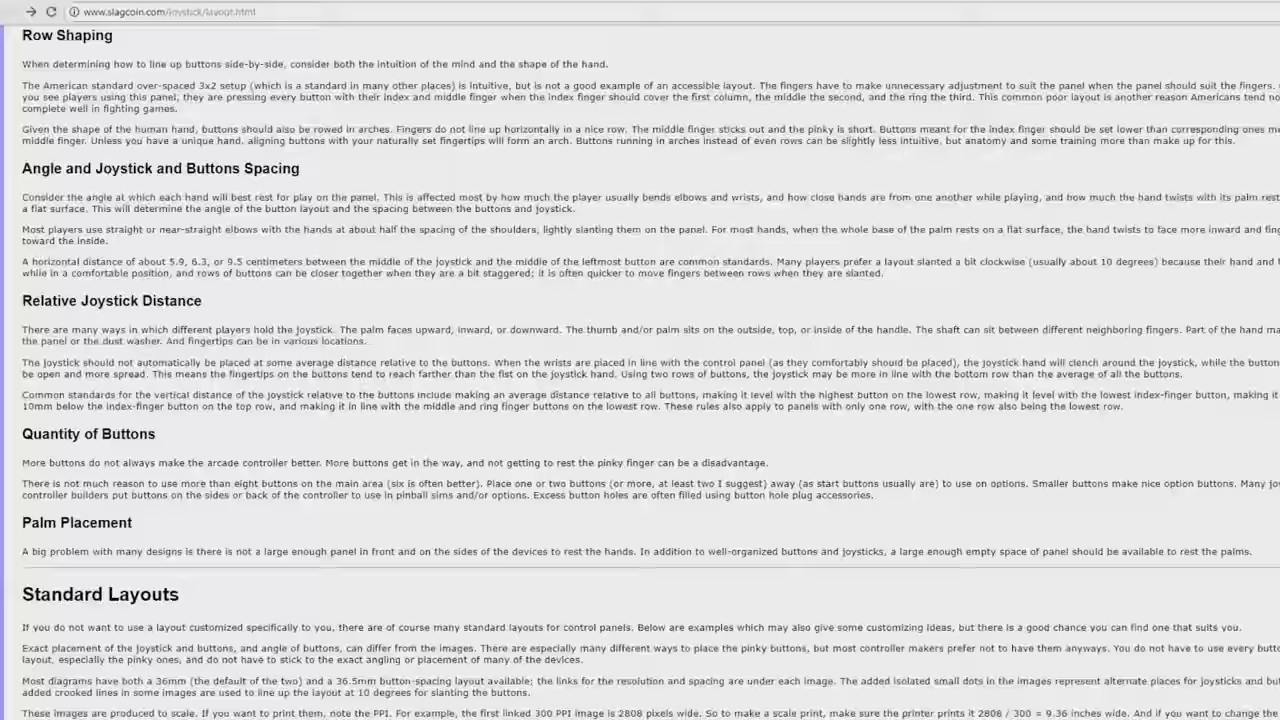 www.slagcoin.com/joystick/layout.html
Row Shaping
When determining how to line up buttons side-by-side, consider both the intuition of the mind and the shape of the hand.
The American standard over-spaced 3x2 setup (which is a standard in many other places) is intuitive, but is not a good example of an accessible layout. The fingers have to make unnecessary adjustment to suit the panel when the panel should suit the fingers.
you see players using this panel, they are pressing every button with their index and middle finger when the index finger should cover the first column, the middle the second, and the ring the third. This common poor layout is another reason Americans tend
complete well in fighting games.
Given the shape of the human hand, buttons should also be rowed in arches. Fingers do not line up horizontally in a nice row. The middle finger sticks out and the pinky is short. Buttons meant for the index finger should be set lower than corresponding ones
middle finger. Unless you have a unique hand, aligning buttons with your naturally set fingertips will form an arch. Buttons running in arches instead of even rows can be slightly less intuitive, but anatomy and some training more than make up for this.
Angle and Joystick and Buttons Spacing
Consider the angle at which each hand will best rest for play on the panel. This is affected most by how much the player usually bends elbows and wrists, and how close hands are from one another while playing, and how much the hand twists with its palm
a flat surface. This will determine the angle of the button layout and the spacing between the buttons and joystick.
Most players use straight or near-straight elbows with the hands at about half the spacing of the shoulders, lightly slanting them on the panel. For most hands, when the whole base of the palm rests on a flat surface, the hand twists to face more inward and
toward the inside.
A horizontal distance of about 5.9, 6.3, or 9.5 centimeters between the middle of the joystick and the middle of the leftmost button are common standards. Many players prefer a layout slanted a bit clockwise (usually about 10 degrees) because their hand and
while in a comfortable position, and rows of buttons can be closer together when they are a bit staggered; it is often quicker to move fingers between rows when they are slanted.
Relative Joystick Distance
There are many ways in which different players hold the joystick. The palm faces upward, inward, or downward. The thumb and/or palm sits on the outside, top, or inside of the handle. The shaft can sit between different neighboring fingers. Part of the hand
the panel or the dust washer. And fingertips can be in various locations.
The joystick should not automatically be placed at some average distance relative to the buttons. When the wrists are placed in line with the control panel (as they comfortably should be placed), the joystick hand will clench around the joystick, while the
be open and more spread. This means the fingertips on the buttons tend to reach farther than the fist on the joystick hand. Using two rows of buttons, the joystick may be more in line with the bottom row than the average of all the buttons.
Common standards for the vertical distance of the joystick relative to the buttons include making an average distance relative to all buttons, making it level with the highest button on the lowest row, making it level with the lowest index-finger button, making it
10mm below the index-finger button on the top row, and making it in line with the middle and ring finger buttons on the lowest row. These rules also apply to panels with only one row, with the one row also being the lowest row.
Quantity of Buttons
More buttons do not always make the arcade controller better. More buttons get in the way, and not getting to rest the pinky finger can be a disadvantage.
There is not much reason to use more than eight buttons on the main area (six is often better). Place one or two buttons (or more, at least two I suggest) away (as start buttons usually are) to use on options. Smaller buttons make nice option buttons. Many
controller builders put buttons on the sides or back of the controller to use in pinball sims and/or options. Excess button holes are often filled using button hole plug accessories.
Palm Placement
A big problem with many designs is there is not a large enough panel in front and on the sides of the devices to rest the hands. In addition to well-organized buttons and joysticks, a large enough empty space of panel should be available to rest the palms.
Standard Layouts
If you do not want to use a layout customized specifically to you, there are of course many standard layouts for control panels. Below are examples which may also give some customizing ideas, but there is a good chance you can find one that suits you.
Exact placement of the joystick and buttons, and angle of buttons, can differ from the images. There are especially many different ways to place the pinky buttons, but most controller makers prefer not to have them anyways. You do not have to use every
layout, especially the pinky ones, and do not have to stick to the exact angling or placement of many of the devices.
Most diagrams have both a 36mm (the default of the two) and a 36.5mm button-spacing layout available; the links for the resolution and spacing are under each image. The added isolated small dots in the images represent alternate places for joysticks and
added crooked lines in some images are used to line up the layout at 10 degrees for slanting the buttons.
These images are produced to scale. If you want to print them, note the PPI. For example, the first linked 300 PPI image is 2808 pixels wide. So to make a scale print, make sure the printer prints it 2808 / 300 = 9.36 inches wide. And if you want to change the